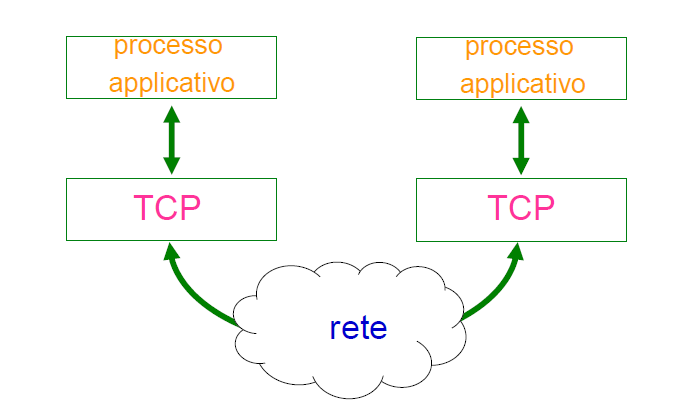 processo
applicativo
processo
applicativo
TCP
TCP
rete